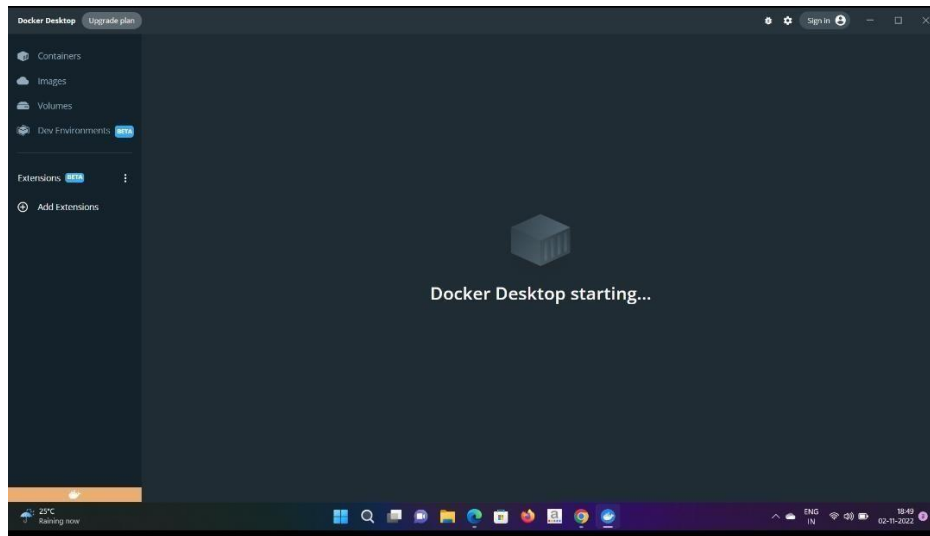 Docker Desktop Upgrade plan
Sign in
Containers
Images
Volumes
Dev Environments BETA
Extensions BETA
Add Extensions
Docker Desktop starting...
25°C
Raining now
ENG
IN
18:49
02-11-2022